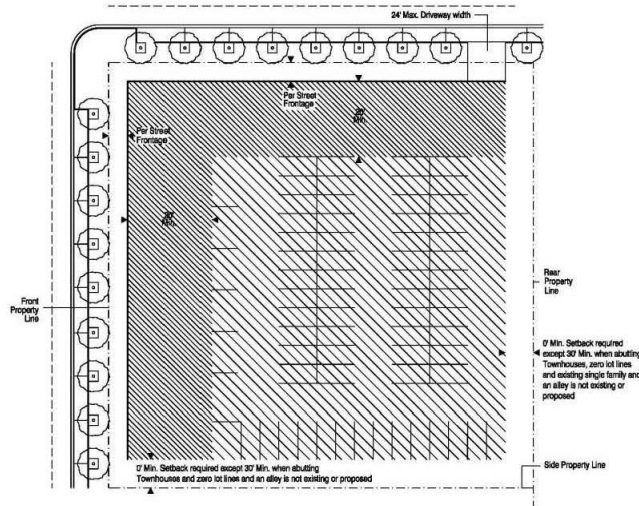 24' Max. Driveway width
Per Street
Frontage
Min.
Per Street
Frontage
Min.
Front
Property
Line
Rear
Property
Line
0' Min. Setback required
except 30' Min. when abutting
Townhouses, zero lot lines
and existing single family and
an alley is not existing or
proposed
0' Min. Setback required except 30' Min. when abutting
Townhouses and zero lot lines and an alley is not existing or proposed
Side Property Line